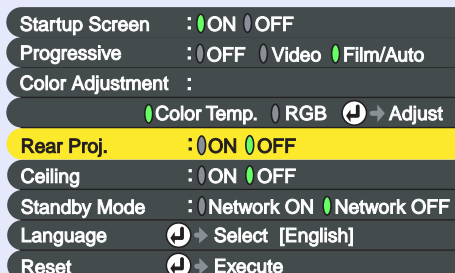 Startup Screen : ON OFF
Progressive : OFF Video Film/Auto
Color Adjustment :
Color Temp. RGB Adjust
Rear Proj. : ON OFF
Ceiling : ON OFF
Standby Mode : Network ON Network OFF
Language Select [English]
Reset Execute